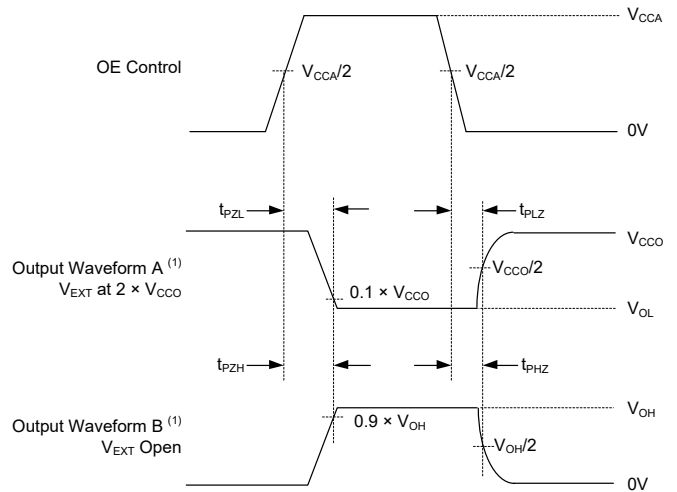 V_CCA
OE Control
V_CCA/2
V_CCA/2
0V
t_PZL
t_PLZ
V_CCO
Output Waveform A (1)
V_EXT at 2 × V_CCO
V_CCO/2
0.1 × V_CCO
V_OL
t_PZH
t_PHZ
V_OH
Output Waveform B (1)
V_EXT Open
0.9 × V_OH
V_OH/2
0V